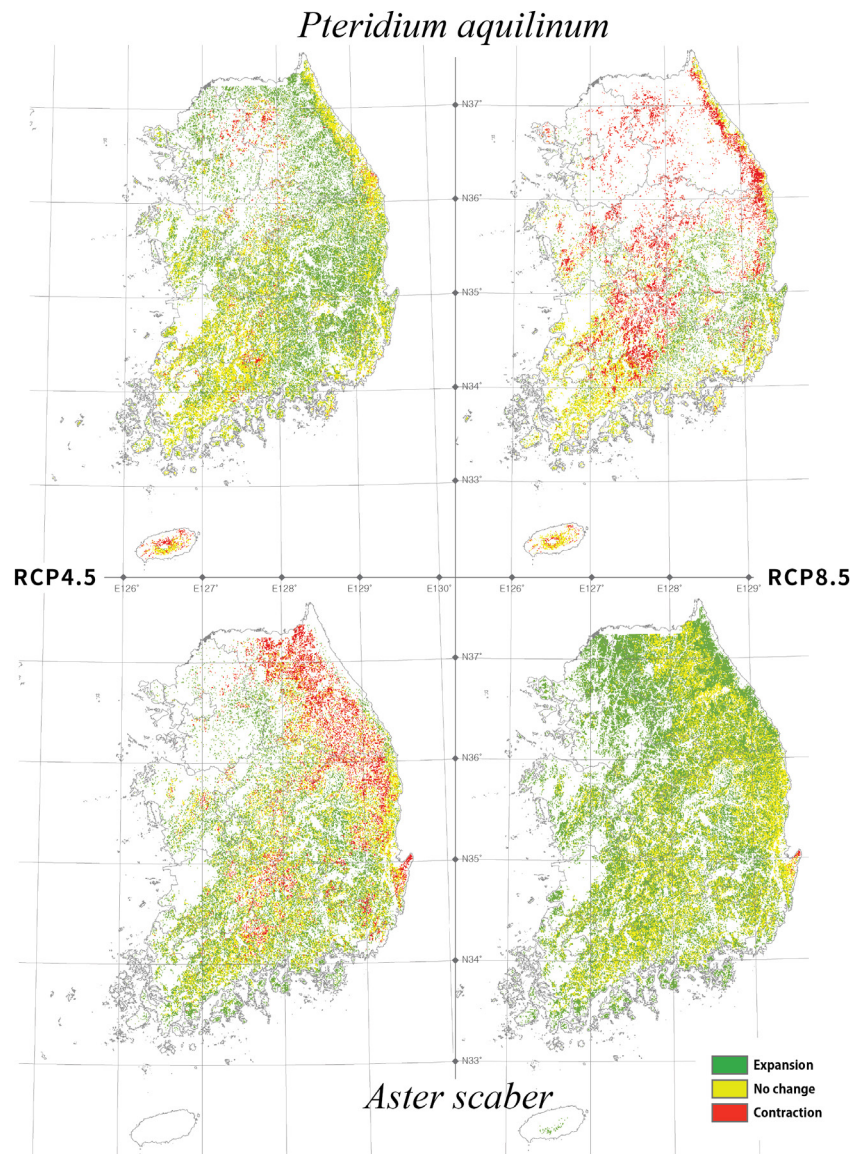 Pteridium aquilinum
N37°
N36°
N35°
N34°
N33°
RCP4.5
E126°
E127°
E128°
E129°
E130°
E126°
E127°
E128°
E129°
RCP8.5
N37°
N36°
N35°
N34°
N33°
Aster scaber
Expansion
No change
Contraction